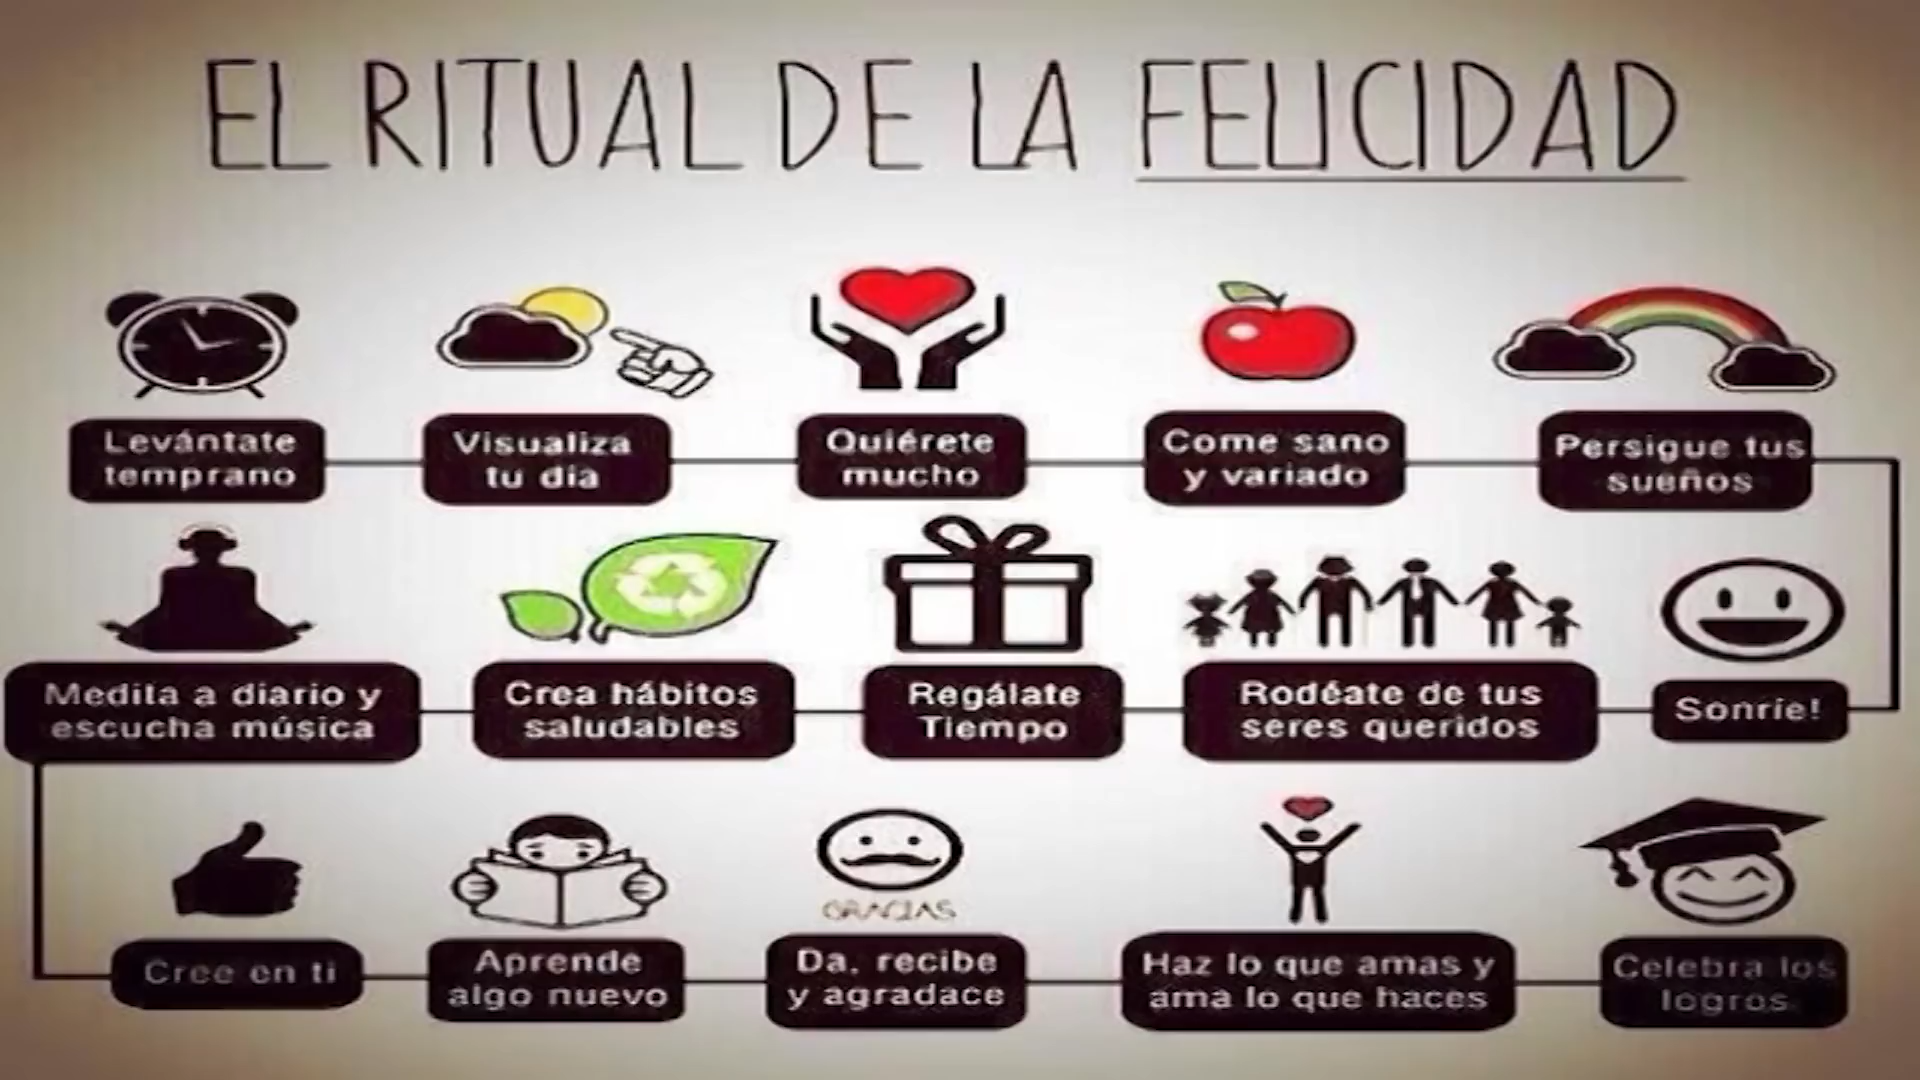 EL RITUAL DE LA FELICIDAD
Levántate
temprano
Visualiza
tu dia
Quiérete
mucho
Come sano
y variado
Persigue tus
sueños
Medita a diario y
escucha música
Crea hábitos
saludables
Regálate
Tiempo
Rodéate de tus
seres queridos
Sonríe!
GRACIAS
Cree en ti
Aprende
algo nuevo
Da, recibe
y agradace
Haz lo que amas y
ama lo que haces
Celebra los
logros